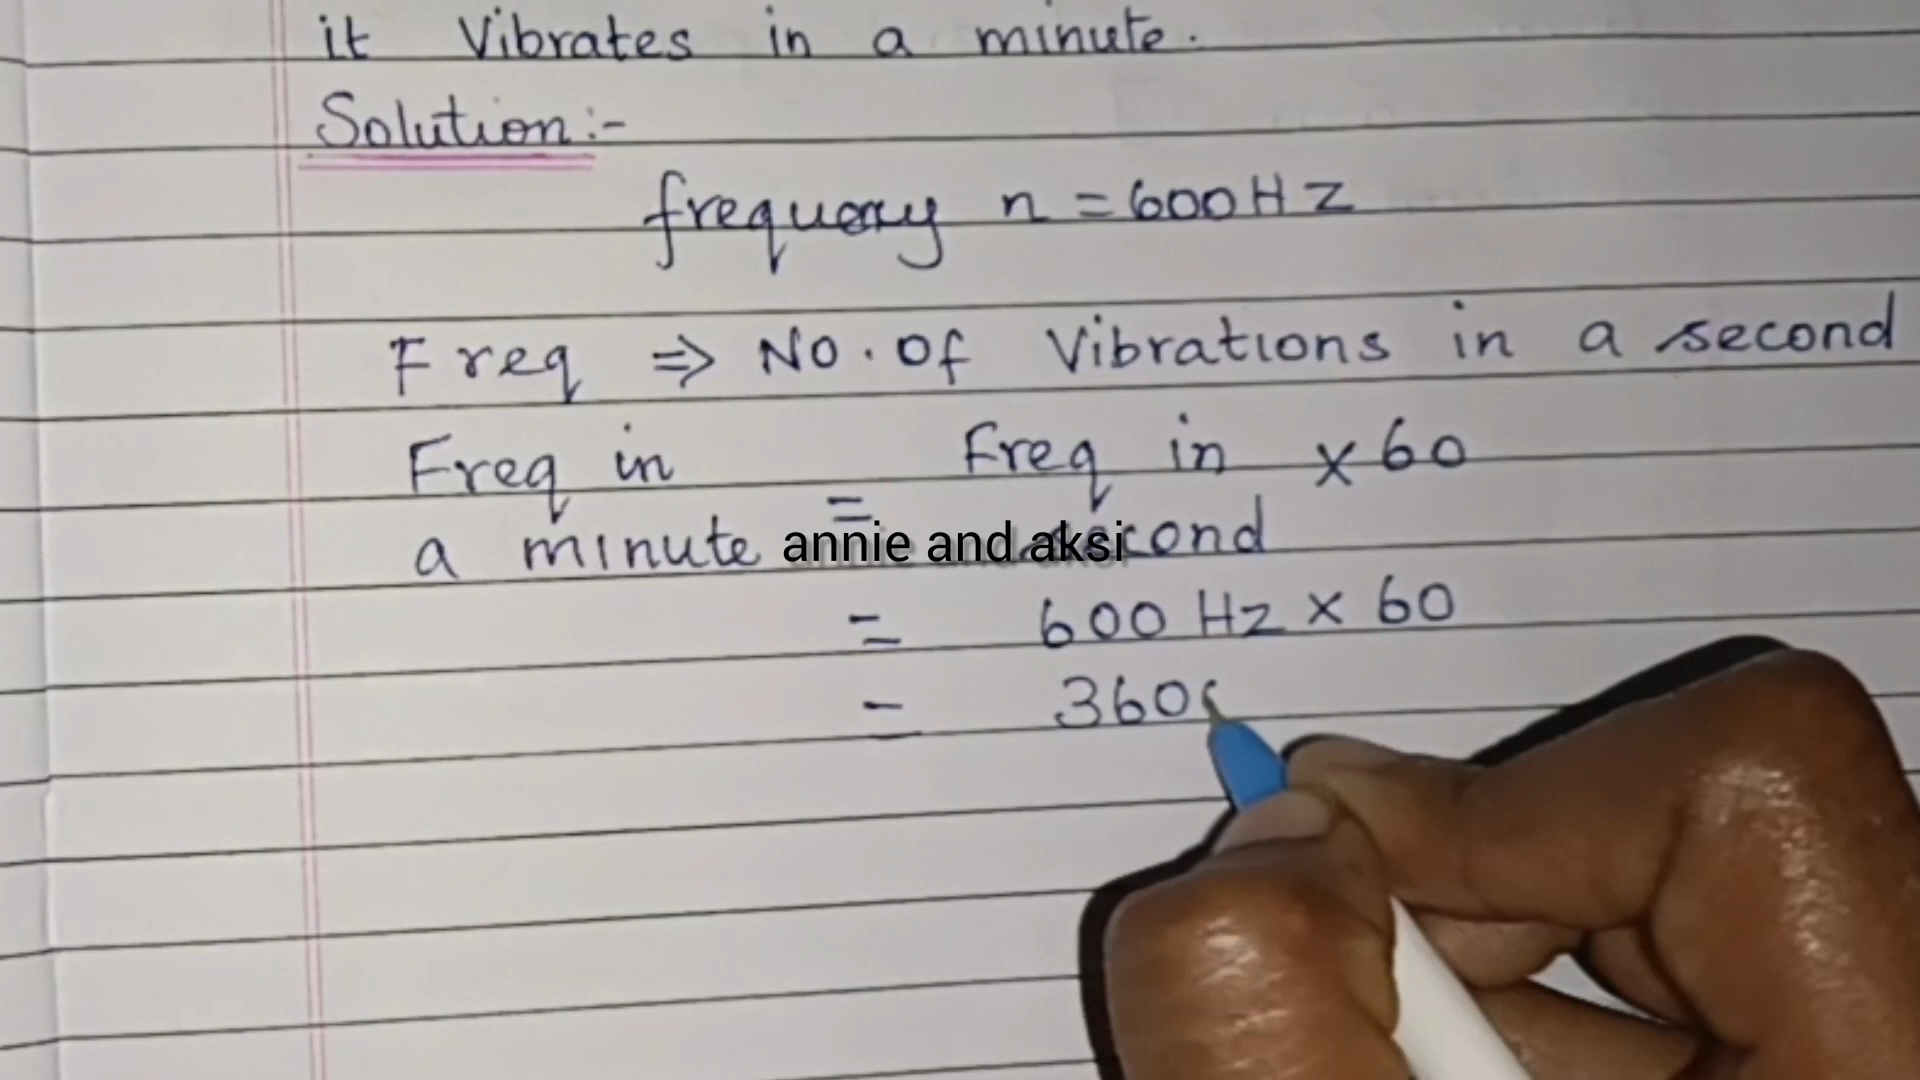 it Vibrates in a minute.
Solution:-
frequency n = 600 Hz
Freq ⇒ No. of Vibrations in a second
Freq in = Freq in × 60
a minute second
annie and aksi
= 600 Hz × 60
= 360